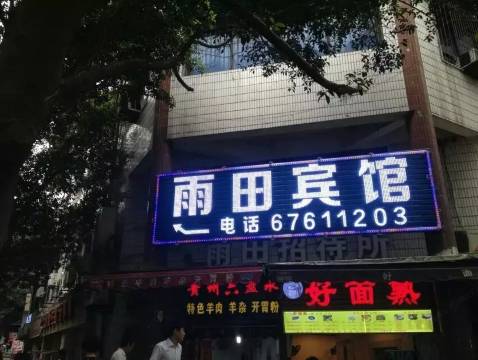 雨田宾馆
电话 67611203
雨田招待所
贵州六盘水
特色羊肉 羊杂 开胃粉
好面熟